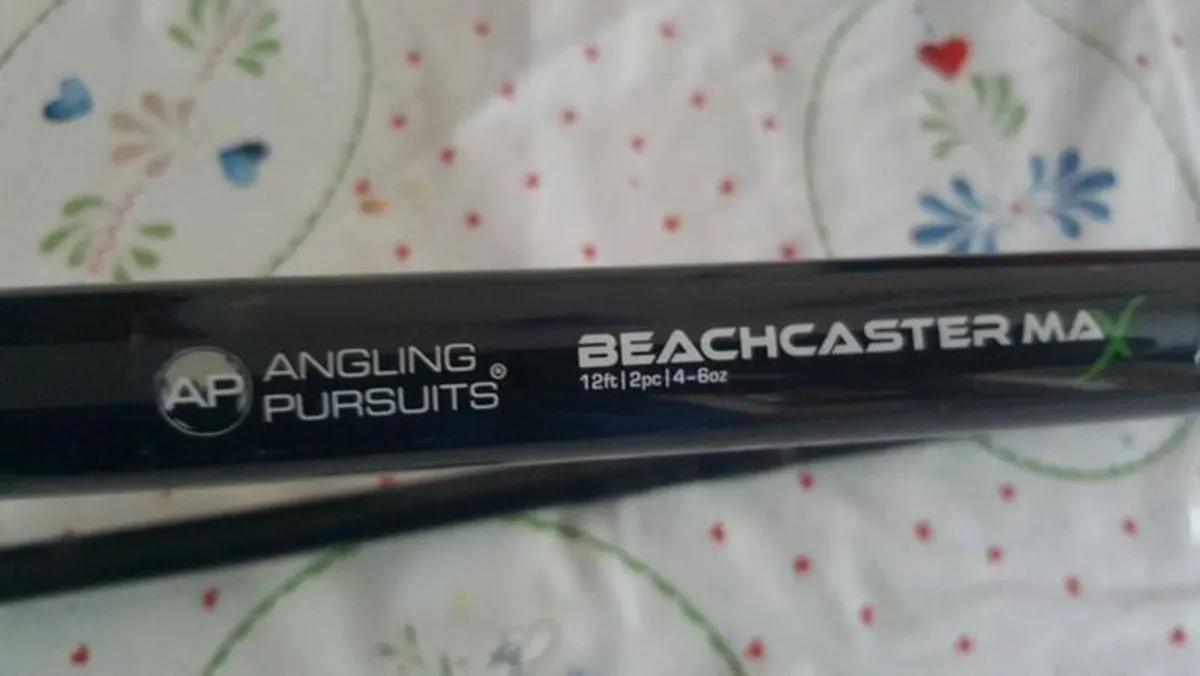 AP
ANGLING
PURSUITS®
BEACHCASTER MAX
12ft|2pc|4-6oz